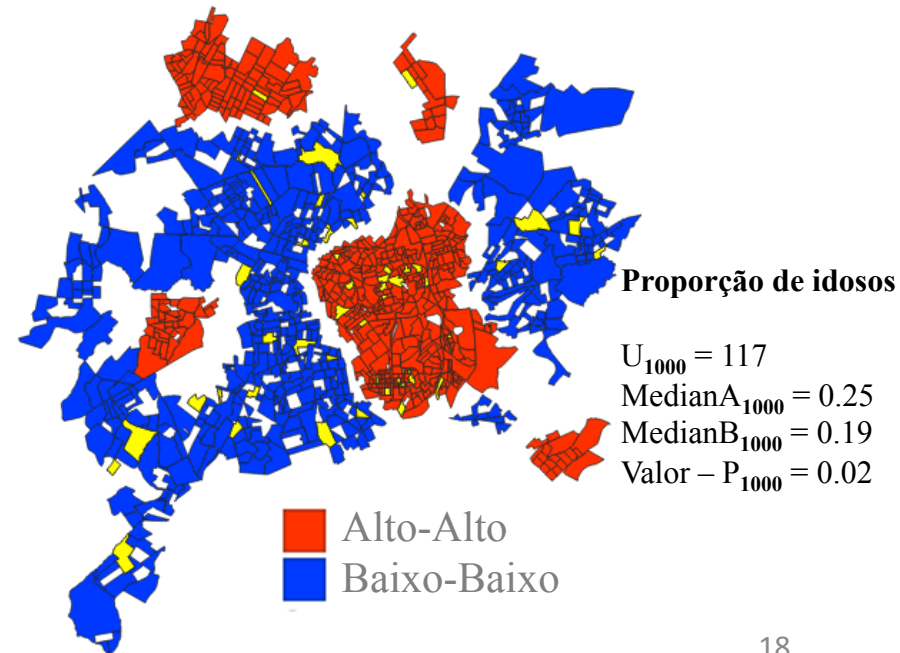 Proporção de idosos
U1000 = 117
MedianA1000 = 0.25
MedianB1000 = 0.19
Valor – P1000 = 0.02
Alto-Alto
Baixo-Baixo
18